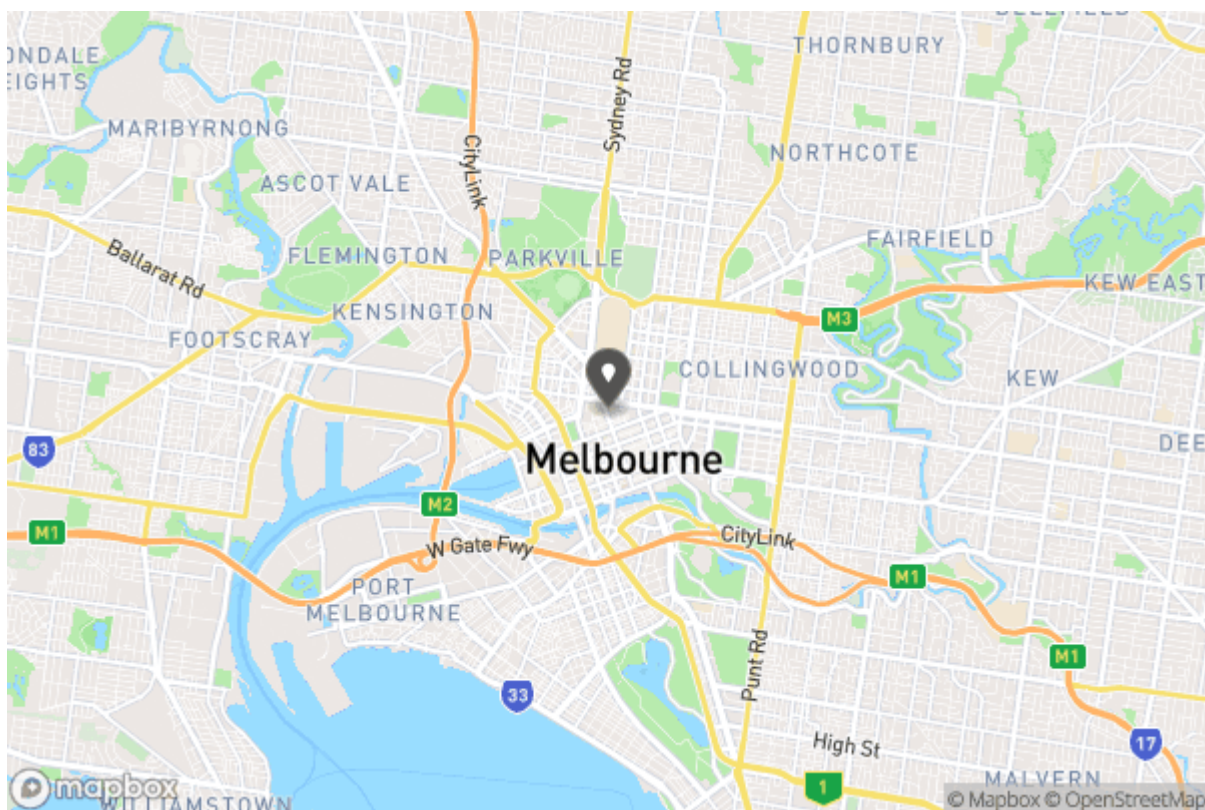 THORNBURY
ONDALE
EIGHTS
MARIBYRNONG
Sydney Rd
CityLink
NORTHCOTE
ASCOT VALE
FAIRFIELD
FLEMINGTON
PARKVILLE
Ballarat Rd
KEW EAST
KENSINGTON
M3
FOOTSCRAY
COLLINGWOOD
KEW
83
Melbourne
DEE
M2
M1
W Gate Fwy
CityLink
M1
PORT
MELBOURNE
Punt Rd
M1
33
High St
17
mapbox
1
MALVERN
WILLIAMSTOWN
© Mapbox © OpenStreetMap